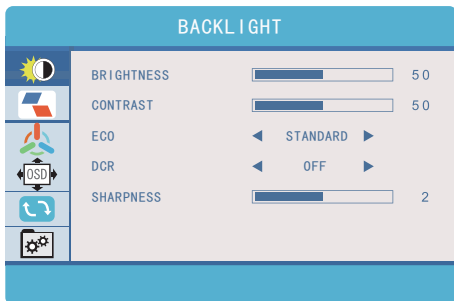 BACKLIGHT
BRIGHTNESS 50
CONTRAST 50
ECO STANDARD
DCR OFF
SHARPNESS 2
OSD